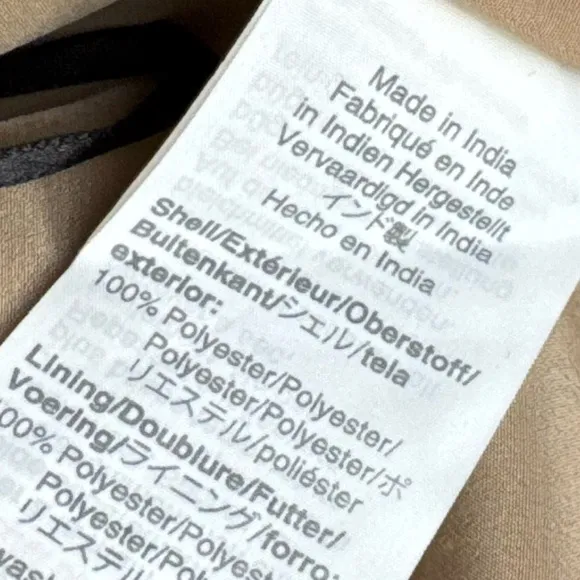 Made in India
Fabriqué en Inde
in Indien Hergestellt
Vervaardigd in India
インド製
Hecho en India
Shell/Extérieur/Oberstoff/
Buitenkant/シェル/tela
exterior:
100% Polyester/Polyester/
Polyester/Polyester/ポ
リエステル/poliéster
Lining/Doublure/Futter/
Voering/ライニング/forro:
100% Polyester/Polyester/
Polyester/Po
リエステル